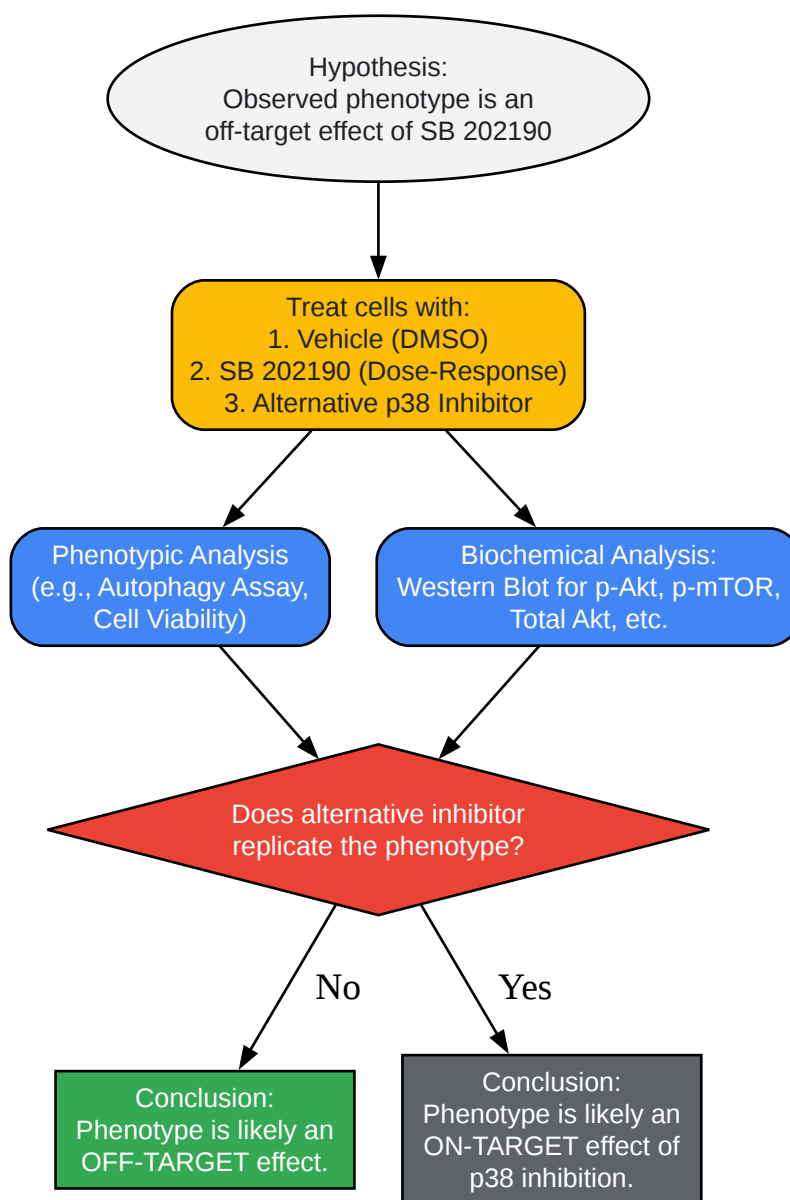 Hypothesis:
Observed phenotype is an
off-target effect of SB 202190
Treat cells with:
1. Vehicle (DMSO)
2. SB 202190 (Dose-Response)
3. Alternative p38 Inhibitor
Phenotypic Analysis
(e.g., Autophagy Assay,
Cell Viability)
Biochemical Analysis:
Western Blot for p-Akt, p-mTOR,
Total Akt, etc.
Does alternative inhibitor
replicate the phenotype?
No
Yes
Conclusion:
Phenotype is likely an
OFF-TARGET effect.
Conclusion:
Phenotype is likely an
ON-TARGET effect of
p38 inhibition.